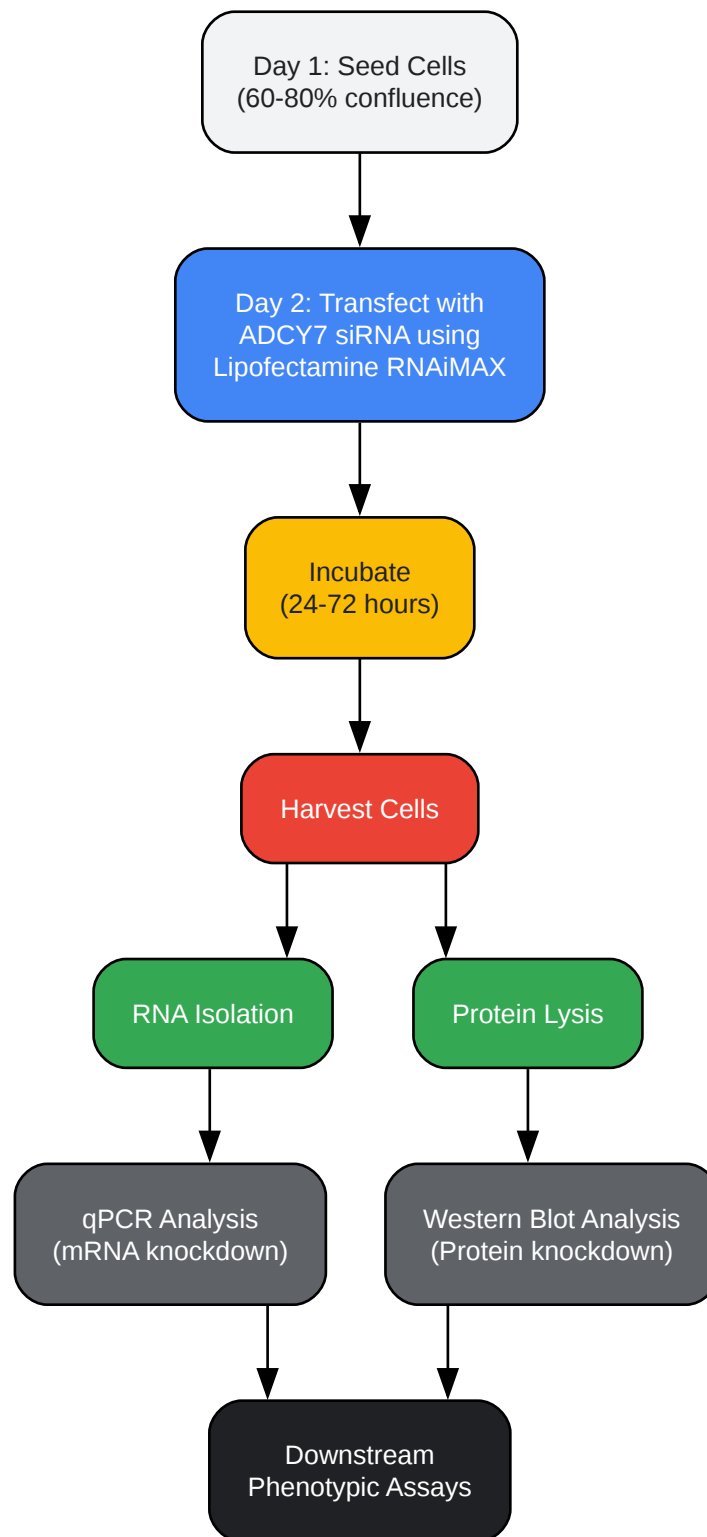 Day 1: Seed Cells
(60-80% confluence)
Day 2: Transfect with
ADCY7 siRNA using
Lipofectamine RNAiMAX
Incubate
(24-72 hours)
Harvest Cells
RNA Isolation
Protein Lysis
qPCR Analysis
(mRNA knockdown)
Western Blot Analysis
(Protein knockdown)
Downstream
Phenotypic Assays